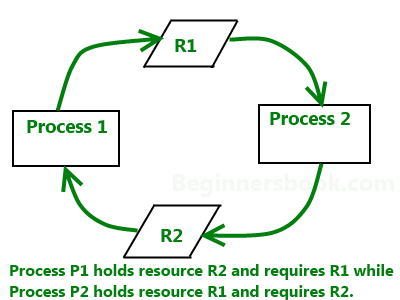 R1
Process 1
Process 2
Beginnersbook.com
R2
Process P1 holds resource R2 and requires R1 while
Process P2 holds resource R1 and requires R2.